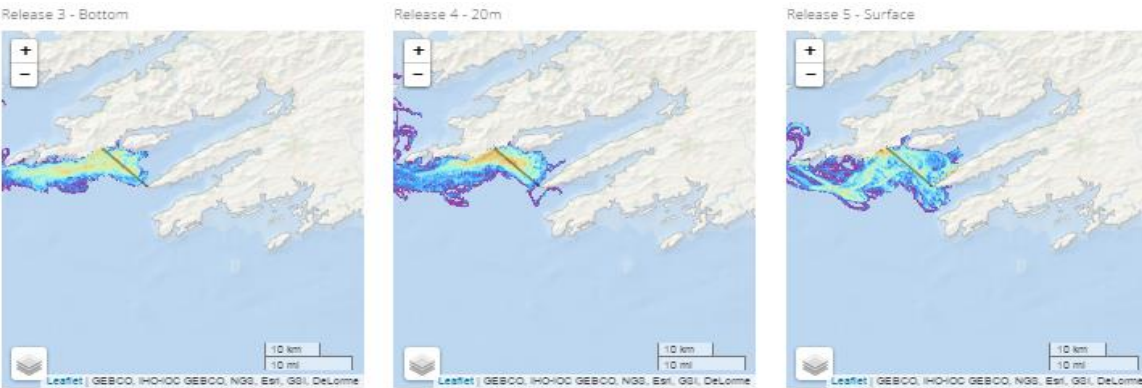 Release 3 - Bottom
Release 4 - 20m
Release 5 - Surface
+
−
+
−
+
−
10 km
10 mi
10 km
10 mi
10 km
10 mi
Leaflet | GEBCO, IHO-IOC GEBCO, NGS, Esri, GSI, DeLorme
Leaflet | GEBCO, IHO-IOC GEBCO, NGS, Esri, GSI, DeLorme
Leaflet | GEBCO, IHO-IOC GEBCO, NGS, Esri, GSI, DeLorme